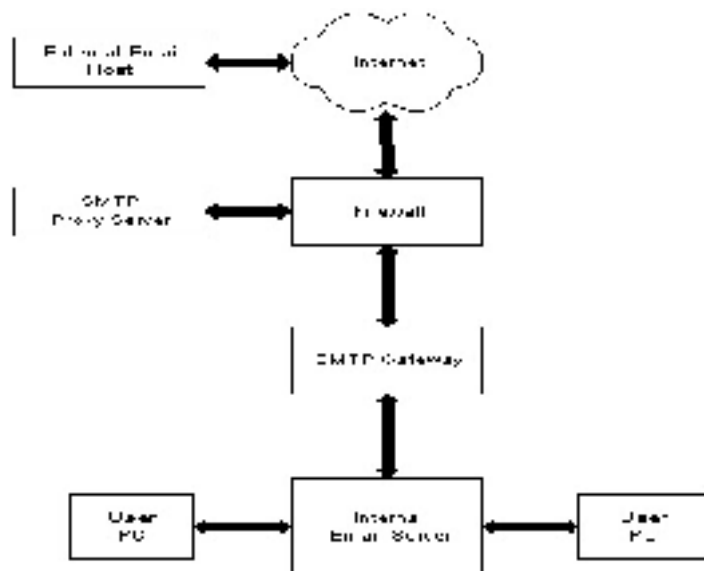 External Email
Host
Internet
SMTP
Proxy Server
Firewall
SMTP Gateway
User
PC
Internal
Email Server
User
PC